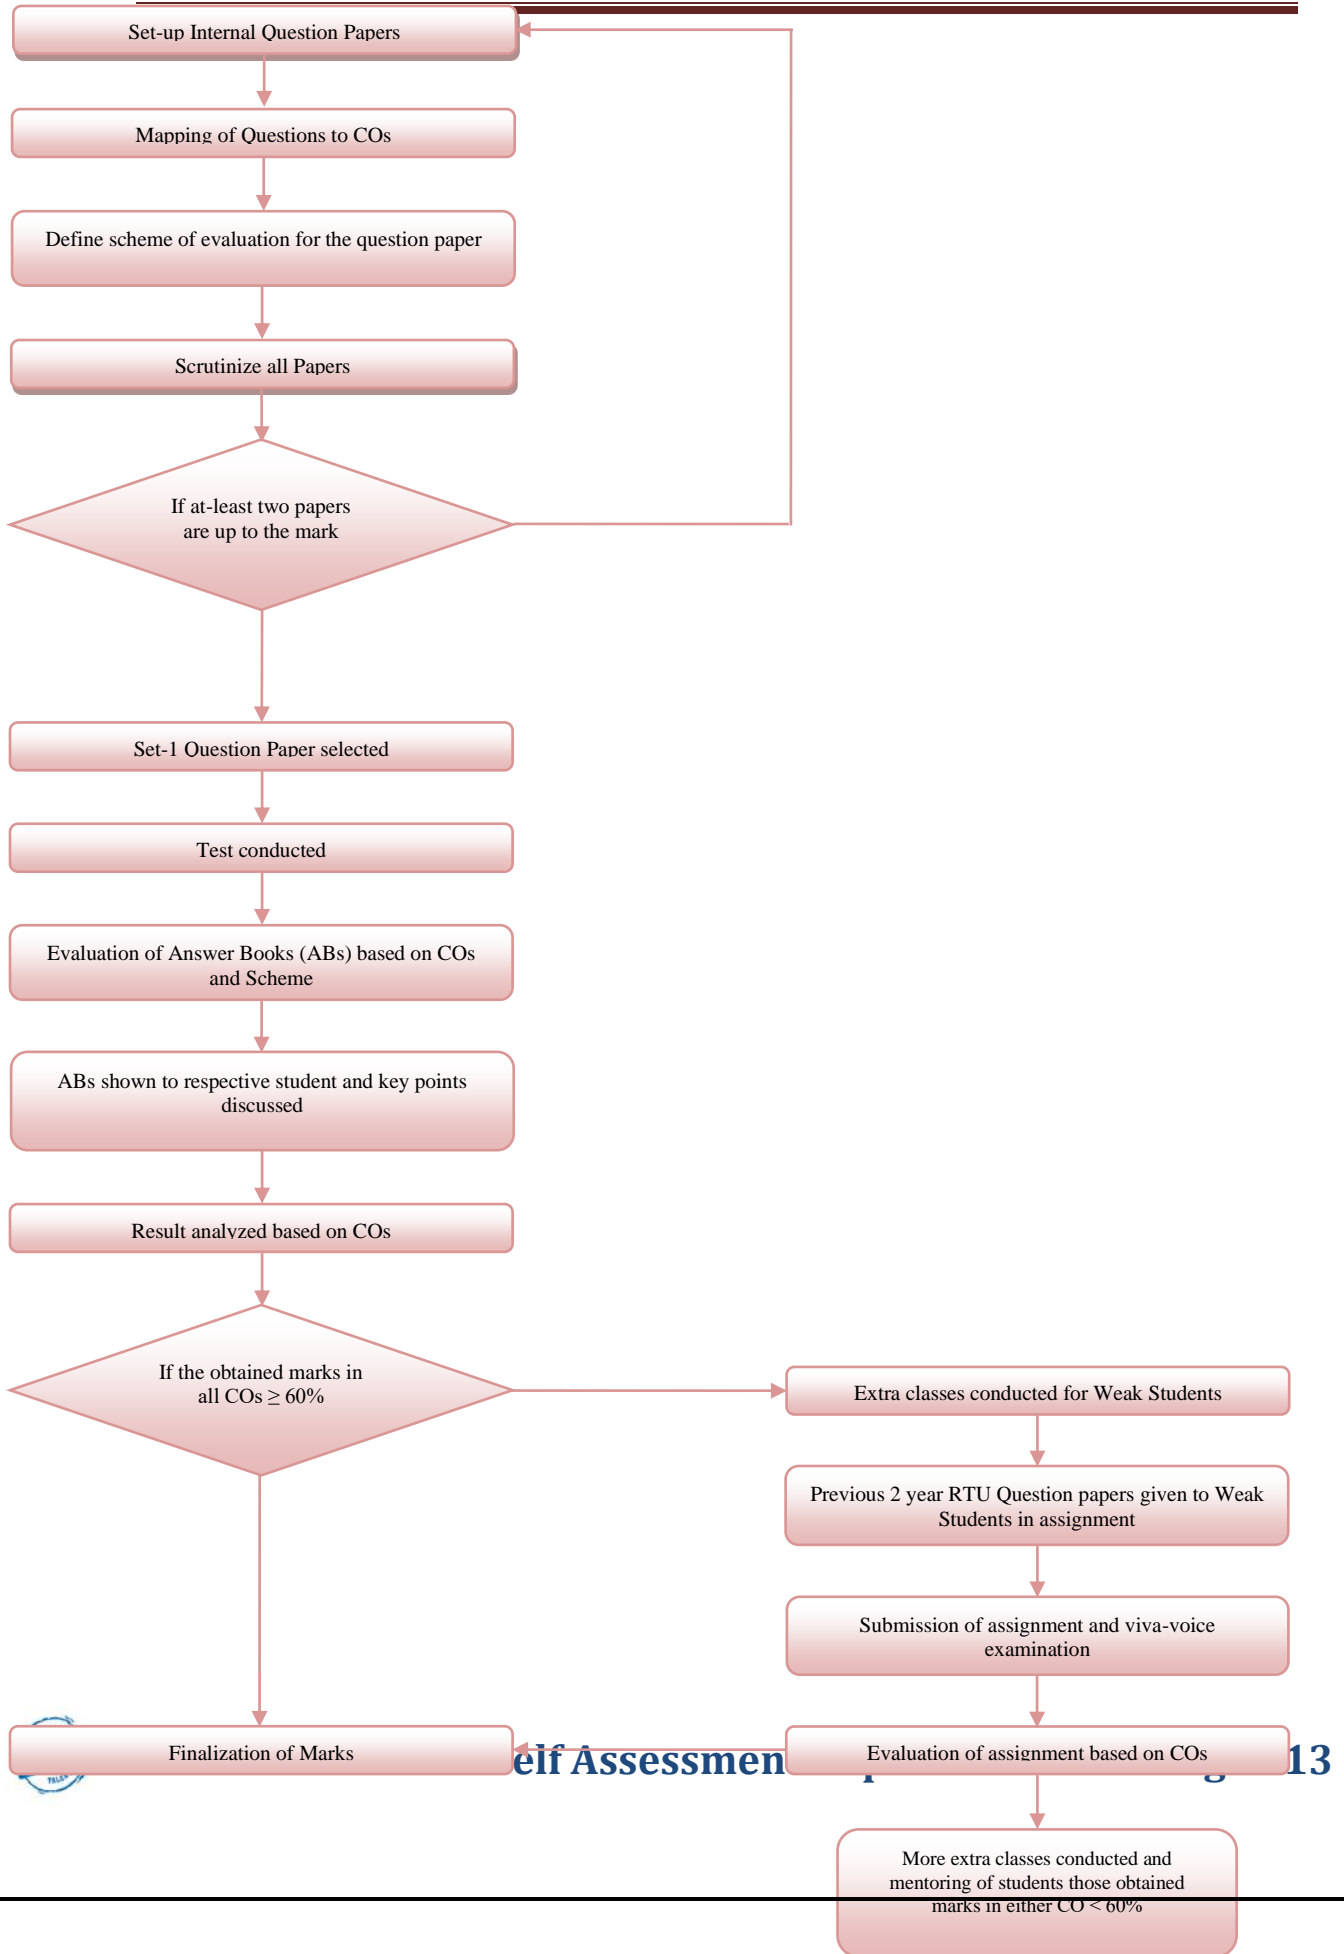 Set-up Internal Question Papers
Mapping of Questions to COs
Define scheme of evaluation for the question paper
Scrutinize all Papers
If at-least two papers
are up to the mark
Set-1 Question Paper selected
Test conducted
Evaluation of Answer Books (ABs) based on COs
and Scheme
ABs shown to respective student and key points
discussed
Result analyzed based on COs
If the obtained marks in
all COs ≥ 60%
Extra classes conducted for Weak Students
Previous 2 year RTU Question papers given to Weak
Students in assignment
Submission of assignment and viva-voice
examination
Finalization of Marks
elf Assessmen 13
Evaluation of assignment based on COs
More extra classes conducted and
mentoring of students those obtained
marks in either CO < 60%